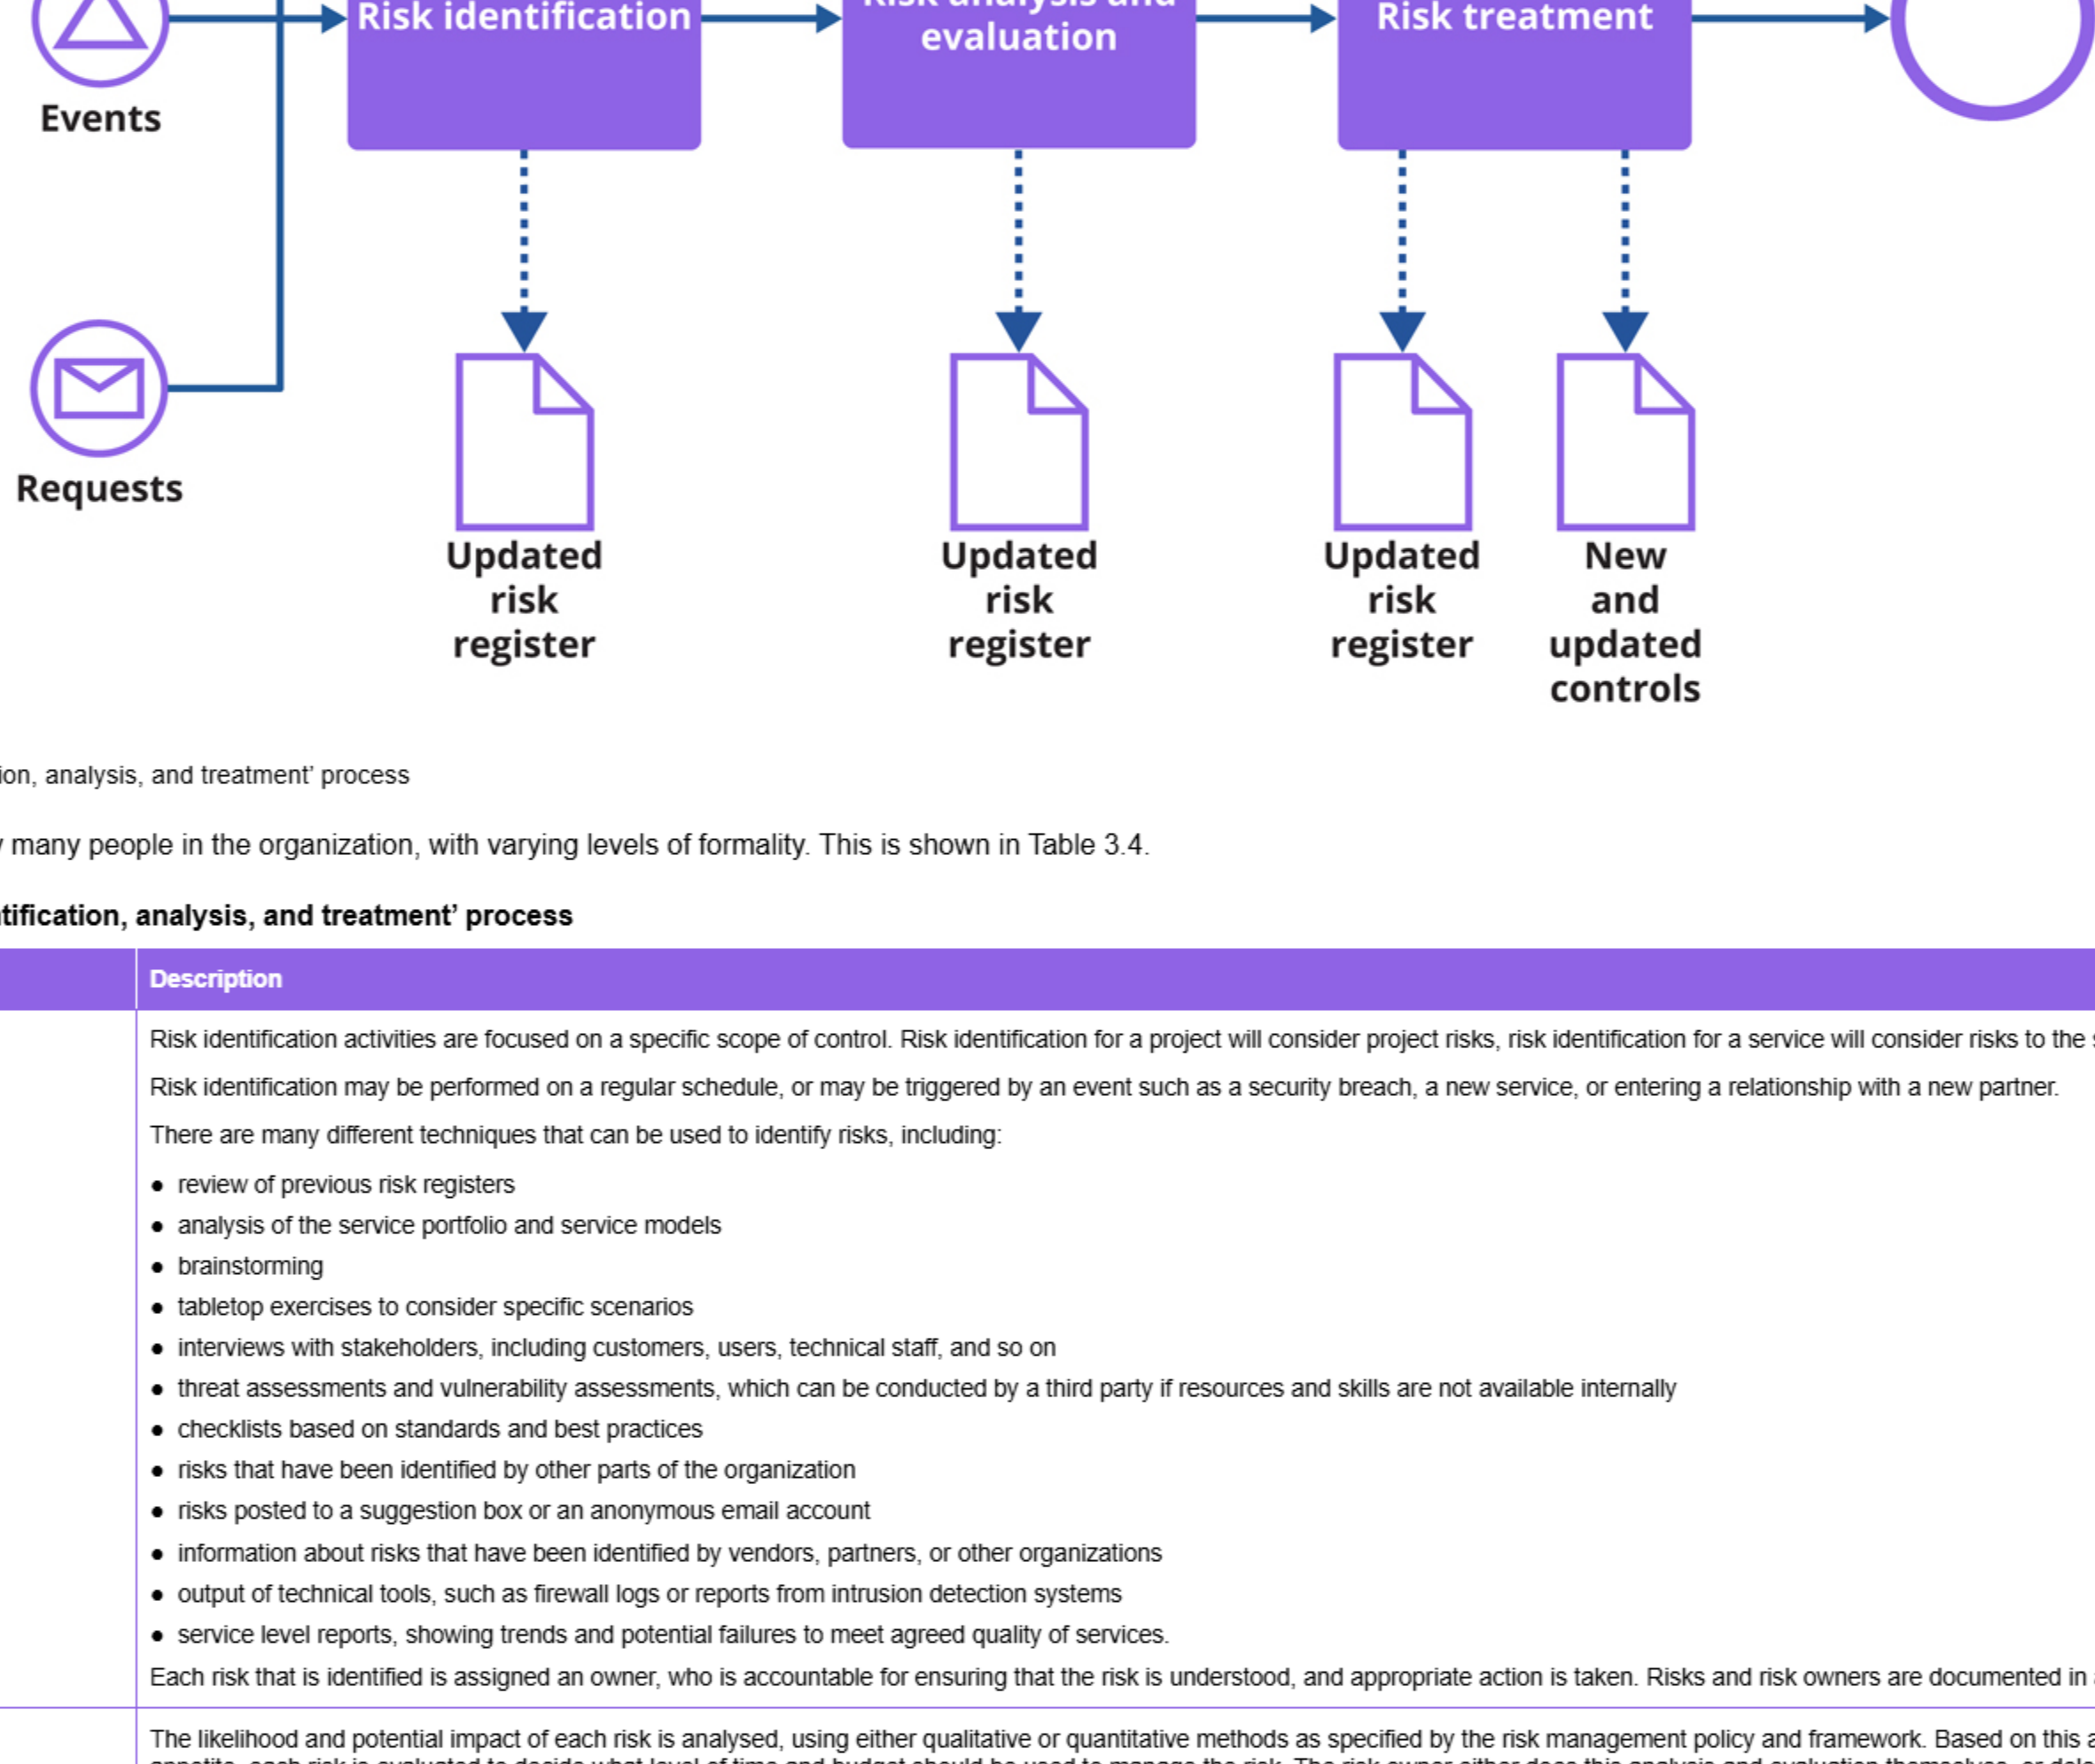 Risk identification
Risk analysis and
evaluation
Risk treatment
Events
Requests
Updated
risk
register
Updated
risk
register
Updated
risk
register
New
and
updated
controls
ion, analysis, and treatment’ process
many people in the organization, with varying levels of formality. This is shown in Table 3.4.
tification, analysis, and treatment’ process
Description
Risk identification activities are focused on a specific scope of control. Risk identification for a project will consider project risks, risk identification for a service will consider risks to the
Risk identification may be performed on a regular schedule, or may be triggered by an event such as a security breach, a new service, or entering a relationship with a new partner.
There are many different techniques that can be used to identify risks, including:
• review of previous risk registers
• analysis of the service portfolio and service models
• brainstorming
• tabletop exercises to consider specific scenarios
• interviews with stakeholders, including customers, users, technical staff, and so on
• threat assessments and vulnerability assessments, which can be conducted by a third party if resources and skills are not available internally
• checklists based on standards and best practices
• risks that have been identified by other parts of the organization
• risks posted to a suggestion box or an anonymous email account
• information about risks that have been identified by vendors, partners, or other organizations
• output of technical tools, such as firewall logs or reports from intrusion detection systems
• service level reports, showing trends and potential failures to meet agreed quality of services.
Each risk that is identified is assigned an owner, who is accountable for ensuring that the risk is understood, and appropriate action is taken. Risks and risk owners are documented in
The likelihood and potential impact of each risk is analysed, using either qualitative or quantitative methods as specified by the risk management policy and framework. Based on this